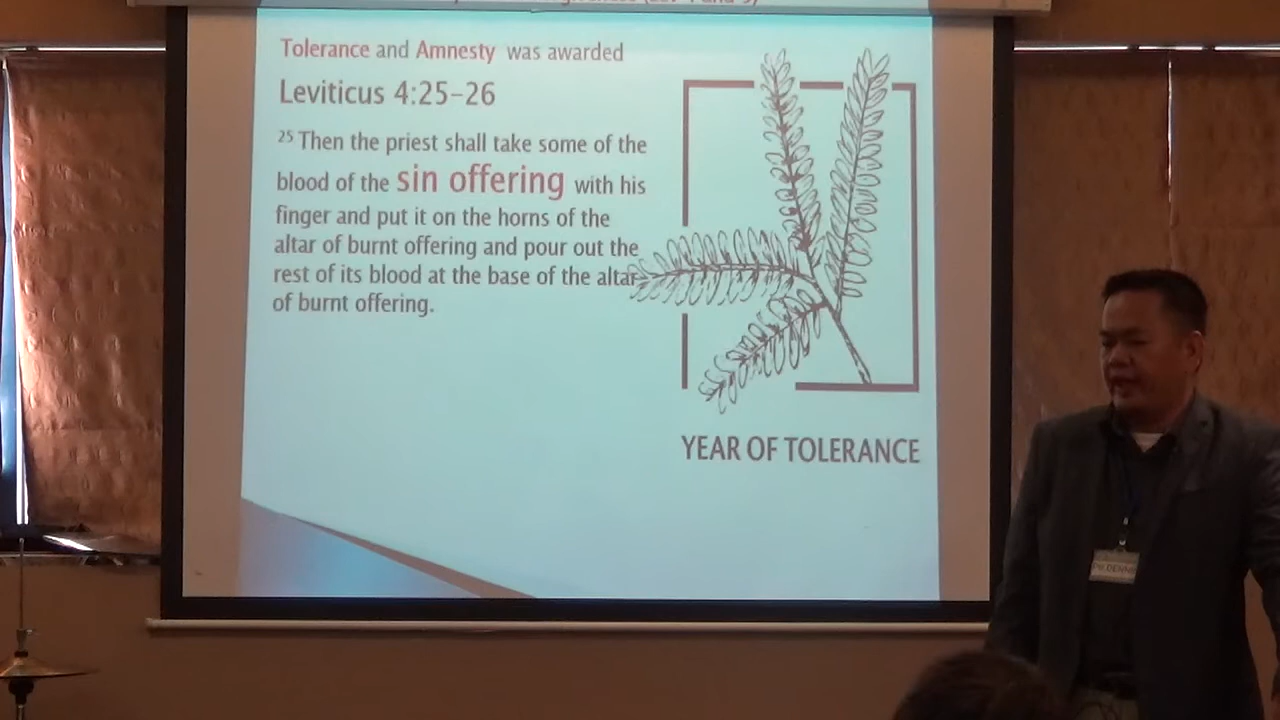 Tolerance and Amnesty was awarded
Leviticus 4:25–26
25 Then the priest shall take some of the
blood of the sin offering with his
finger and put it on the horns of the
altar of burnt offering and pour out the
rest of its blood at the base of the altar
of burnt offering.
YEAR OF TOLERANCE